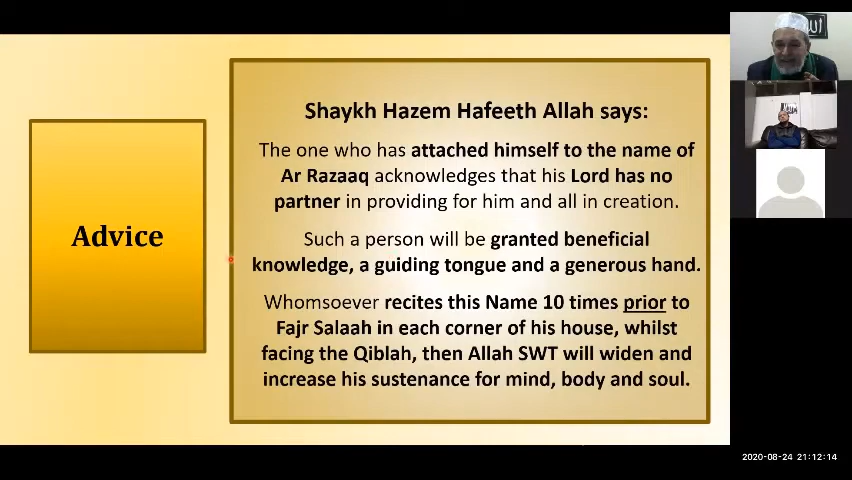 Advice
Shaykh Hazem Hafeeth Allah says:
The one who has attached himself to the name of
Ar Razaaq acknowledges that his Lord has no
partner in providing for him and all in creation.
Such a person will be granted beneficial
knowledge, a guiding tongue and a generous hand.
Whomsoever recites this Name 10 times prior to
Fajr Salaah in each corner of his house, whilst
facing the Qiblah, then Allah SWT will widen and
increase his sustenance for mind, body and soul.
الله
2020-08-24 21:12:14